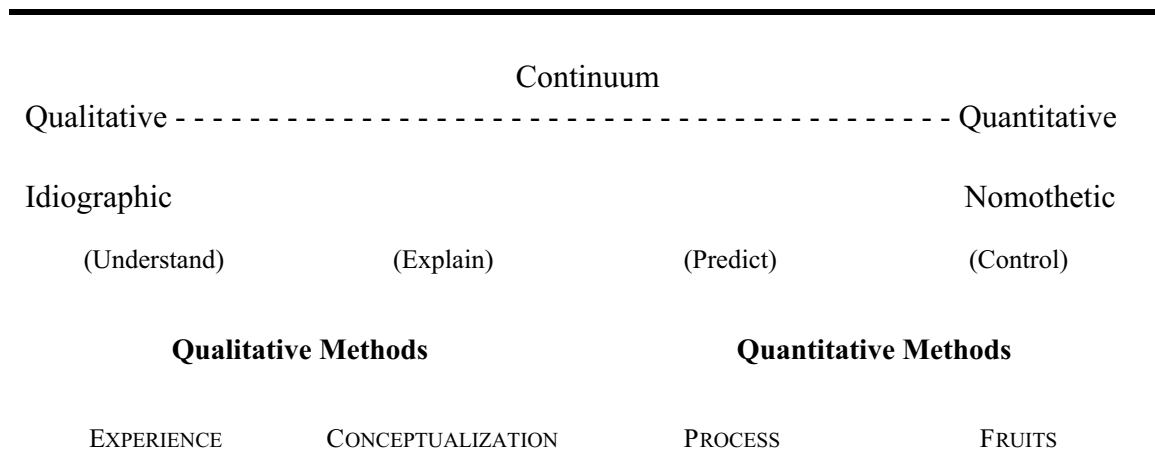 Continuum
Qualitative - - - - - - - - - - - - - - - - - - - - - - - - - - - - - - - - - - - - - - - - - - Quantitative
Idiographic Nomothetic
(Understand) (Explain) (Predict) (Control)
Qualitative Methods Quantitative Methods
EXPERIENCE CONCEPTUALIZATION PROCESS FRUITS